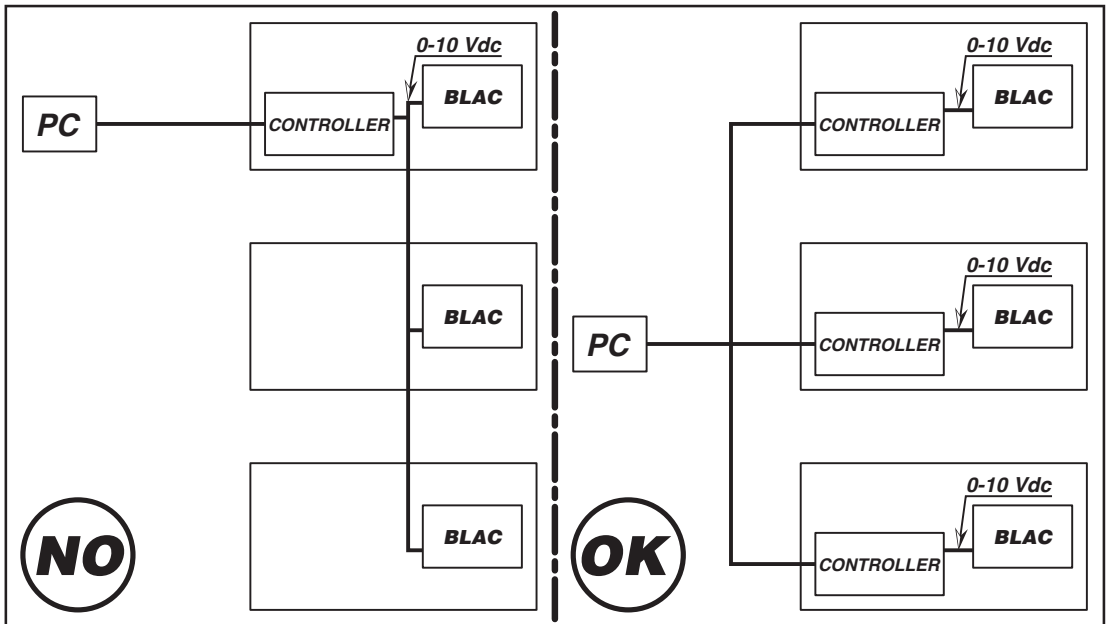 0-10 Vdc
BLAC
PC
CONTROLLER
BLAC
BLAC
NO
0-10 Vdc
BLAC
CONTROLLER
0-10 Vdc
BLAC
PC
CONTROLLER
0-10 Vdc
BLAC
CONTROLLER
OK